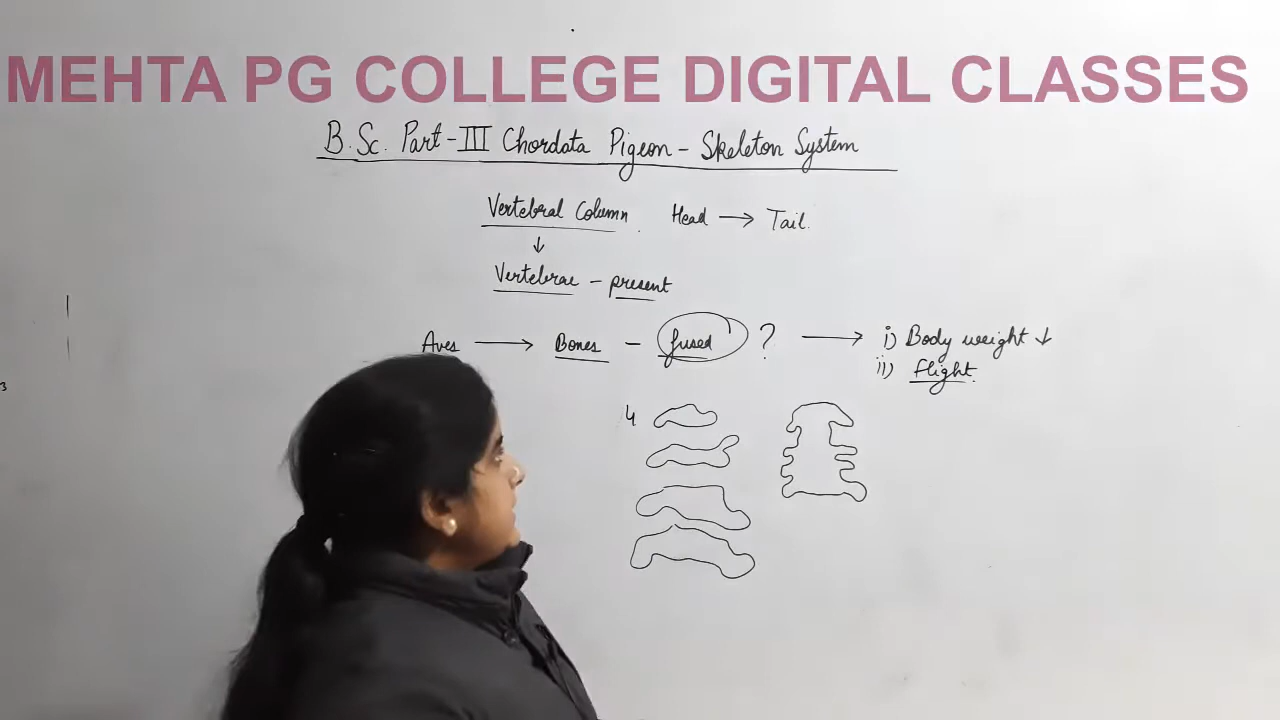 MEHTA PG COLLEGE DIGITAL CLASSES
B.Sc. Part-III Chordata Pigeon - Skeleton System
Vertebral Column. Head → Tail.
↓
Vertebrae - present
Aves → Bones - fused ? → i) Body weight ↓
ii) flight.
4
3